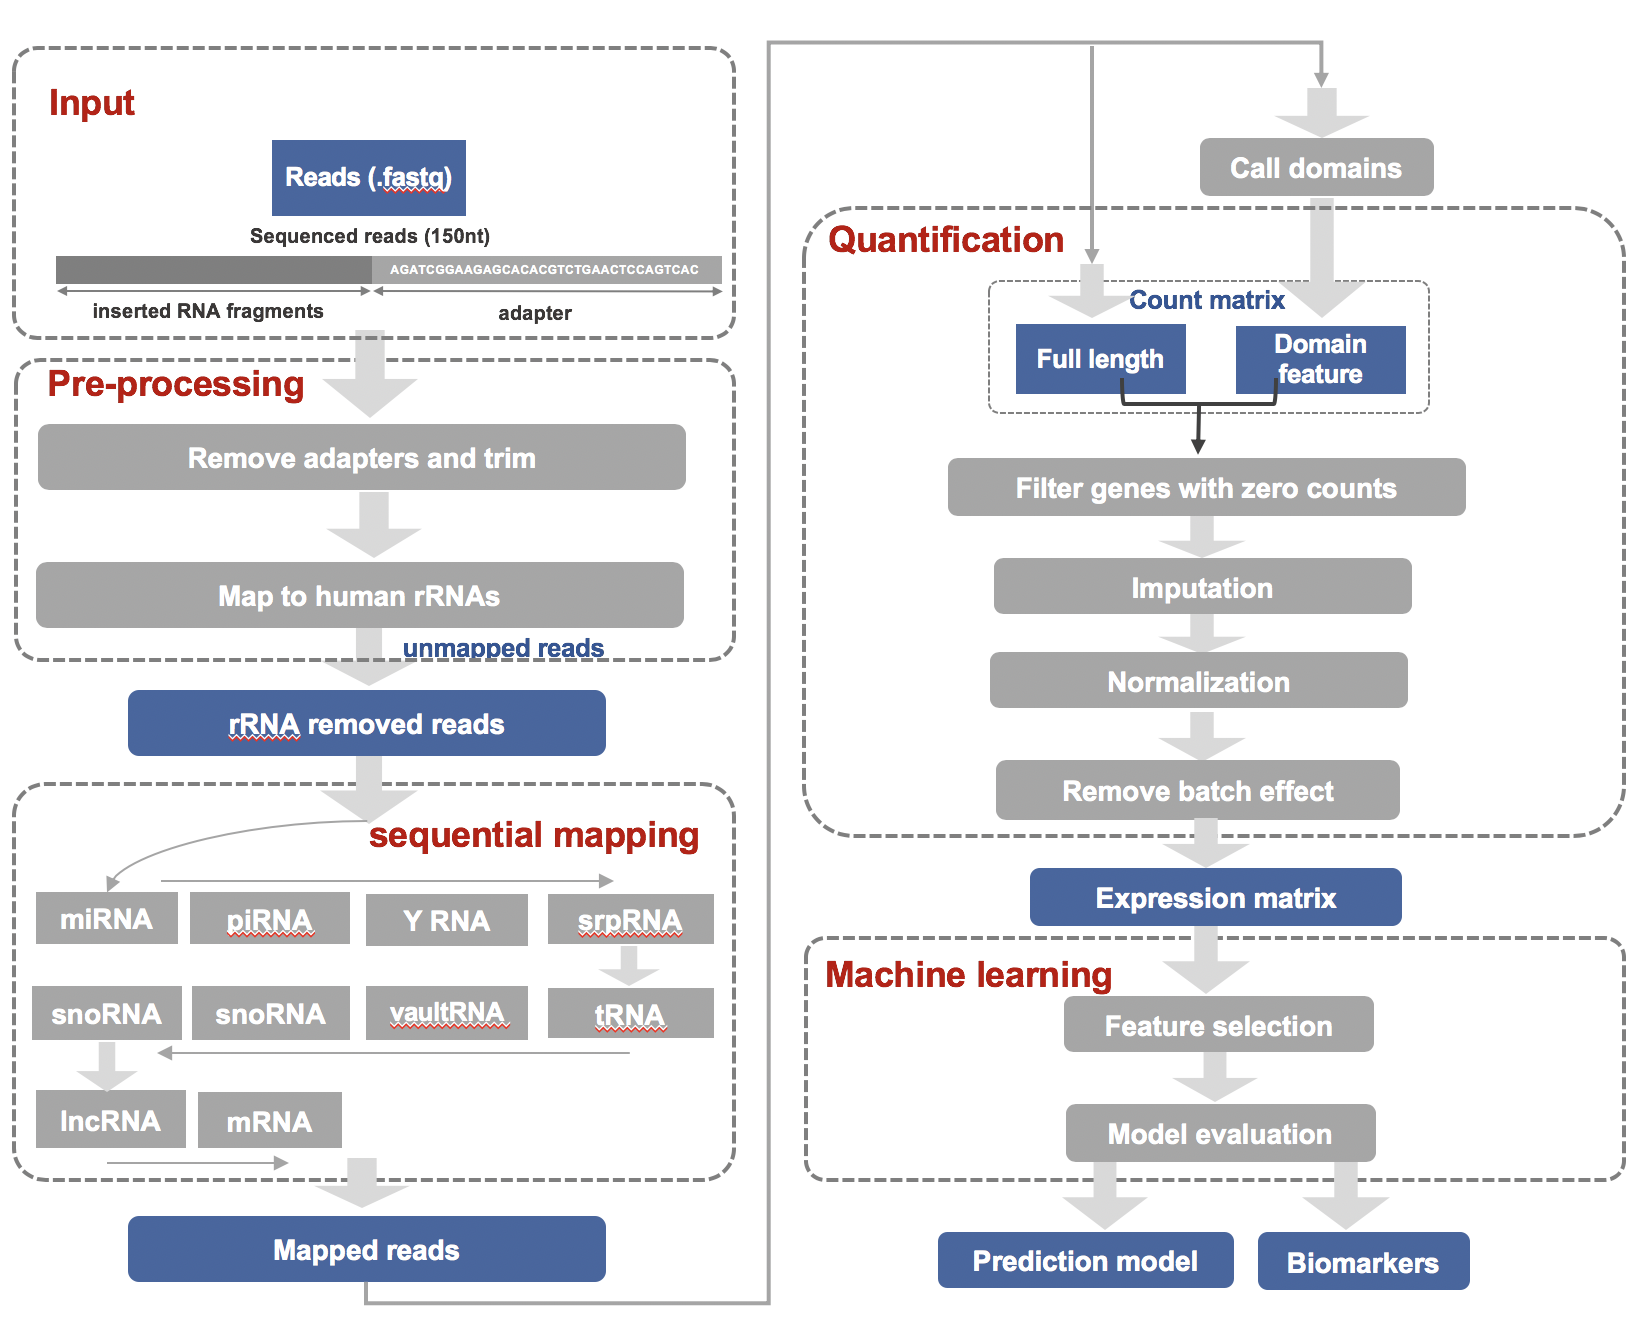 Input
Reads (.fastq)
Sequenced reads (150nt)
AGATCGGAAGAGCACACGTCTGAACTCCAGTCAC
inserted RNA fragments
adapter
Pre-processing
Remove adapters and trim
Map to human rRNAs
unmapped reads
rRNA removed reads
sequential mapping
miRNA
piRNA
Y RNA
srpRNA
snoRNA
snoRNA
vaultRNA
tRNA
lncRNA
mRNA
Mapped reads
Call domains
Quantification
Count matrix
Full length
Domain
feature
Filter genes with zero counts
Imputation
Normalization
Remove batch effect
Expression matrix
Machine learning
Feature selection
Model evaluation
Prediction model
Biomarkers